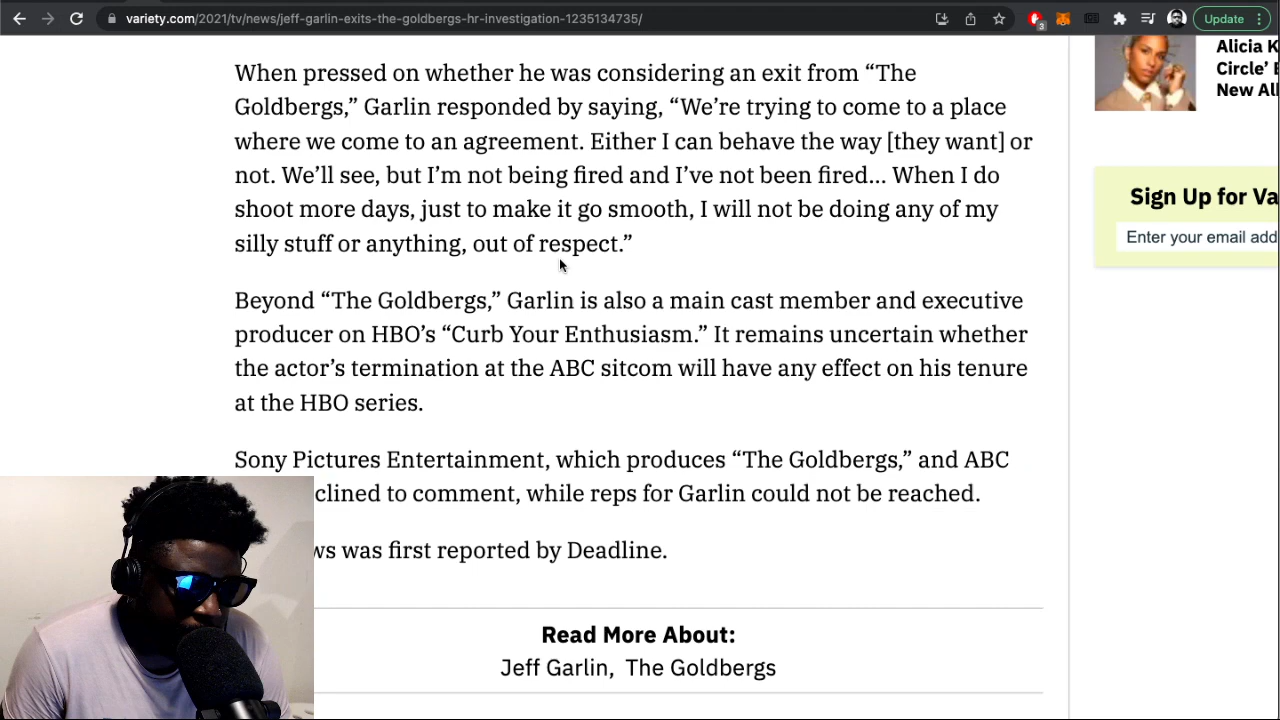 variety.com/2021/tv/news/jeff-garlin-exits-the-goldbergs-hr-investigation-1235134735/
3
Update
When pressed on whether he was considering an exit from “The
Goldbergs,” Garlin responded by saying, “We’re trying to come to a place
where we come to an agreement. Either I can behave the way [they want] or
not. We’ll see, but I’m not being fired and I’ve not been fired… When I do
shoot more days, just to make it go smooth, I will not be doing any of my
silly stuff or anything, out of respect.”
Beyond “The Goldbergs,” Garlin is also a main cast member and executive
producer on HBO’s “Curb Your Enthusiasm.” It remains uncertain whether
the actor’s termination at the ABC sitcom will have any effect on his tenure
at the HBO series.
Sony Pictures Entertainment, which produces “The Goldbergs,” and ABC
clined to comment, while reps for Garlin could not be reached.
ws was first reported by Deadline.
Read More About:
Jeff Garlin, The Goldbergs
Alicia K
Circle’
New Al
Sign Up for Va
Enter your email add